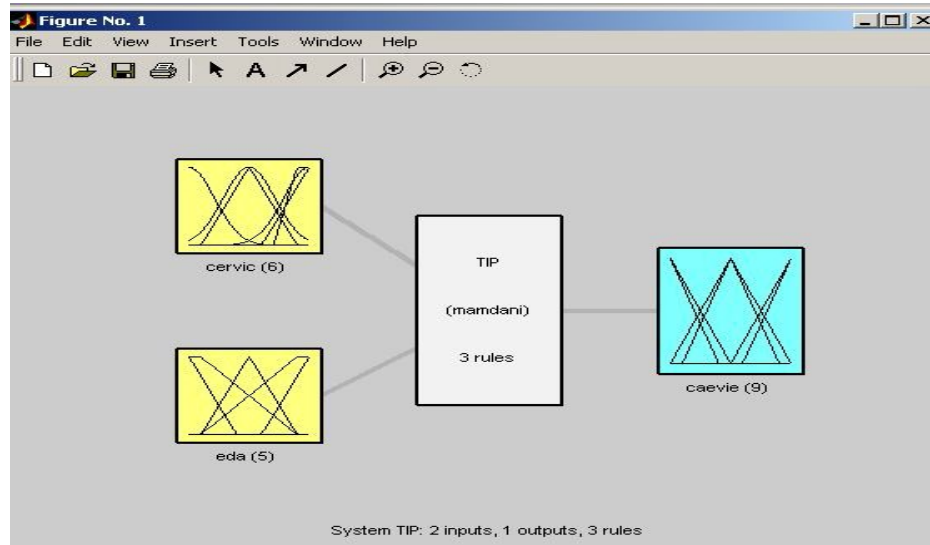 Figure No. 1
File Edit View Insert Tools Window Help
A
cervic (6)
TIP
(mamdani)
3 rules
caevie (9)
eda (5)
System TIP: 2 inputs, 1 outputs, 3 rules